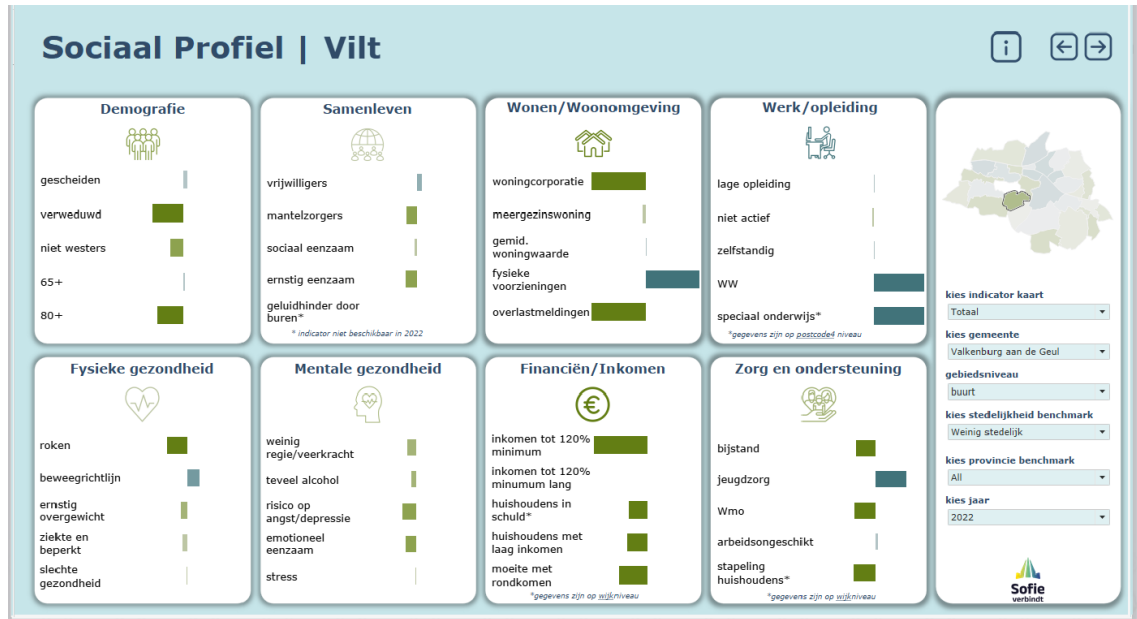 Sociaal Profiel | Vilt
Demografie
gescheiden
verweduwd
niet westers
65+
80+
Samenleven
vrijwilligers
mantelzorgers
sociaal eenzaam
ernstig eenzaam
geluidhinder door
buren*
* indicator niet beschikbaar in 2022
Wonen/Woonomgeving
woningcorporatie
meergezinswoning
gemid.
woningwaarde
fysieke
voorzieningen
overlastmeldingen
Werk/opleiding
lage opleiding
niet actief
zelfstandig
WW
speciaal onderwijs*
*gegevens zijn op postcode4 niveau
Fysieke gezondheid
roken
beweegrichtlijn
ernstig
overgewicht
ziekte en
beperkt
slechte
gezondheid
Mentale gezondheid
weinig
regie/veerkracht
teveel alcohol
risico op
angst/depressie
emotioneel
eenzaam
stress
Financiën/Inkomen
€
inkomen tot 120%
minimum
inkomen tot 120%
minumum lang
huishoudens in
schuld*
huishoudens met
laag inkomen
moeite met
rondkomen
*gegevens zijn op wijkniveau
Zorg en ondersteuning
bijstand
jeugdzorg
Wmo
arbeidsongeschikt
stapeling
huishoudens*
*gegevens zijn op wijkniveau
kies indicator kaart
Totaal
kies gemeente
Valkenburg aan de Geul
gebiedsniveau
buurt
kies stedelijkheid benchmark
Weinig stedelijk
kies provincie benchmark
All
kies jaar
2022
Sofie
verbindt